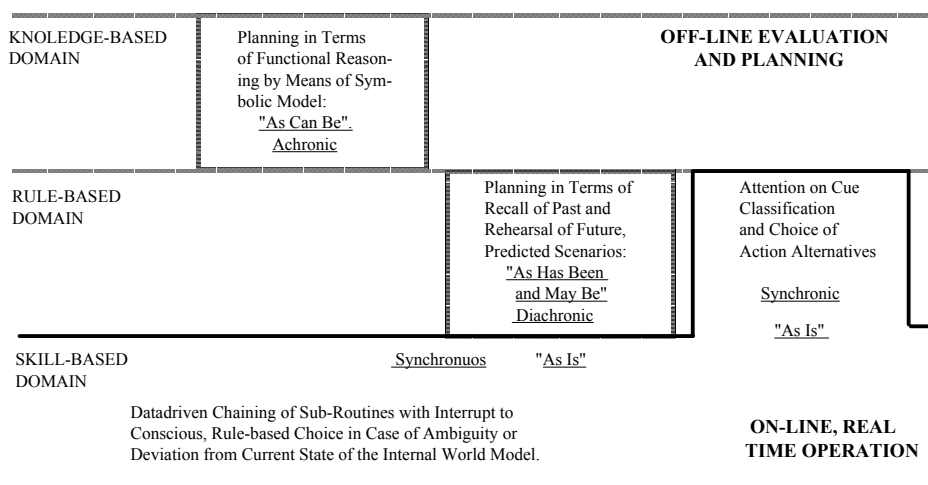 KNOLEDGE-BASED
DOMAIN
Planning in Terms
of Functional Reason-
ing by Means of Sym-
bolic Model:
"As Can Be".
Achronic
OFF-LINE EVALUATION
AND PLANNING
RULE-BASED
DOMAIN
Planning in Terms of
Recall of Past and
Rehearsal of Future,
Predicted Scenarios:
"As Has Been
and May Be"
Diachronic
Attention on Cue
Classification
and Choice of
Action Alternatives
Synchronic
"As Is"
SKILL-BASED
DOMAIN
Synchronuos "As Is"
Datadriven Chaining of Sub-Routines with Interrupt to
Conscious, Rule-based Choice in Case of Ambiguity or
Deviation from Current State of the Internal World Model.
ON-LINE, REAL
TIME OPERATION